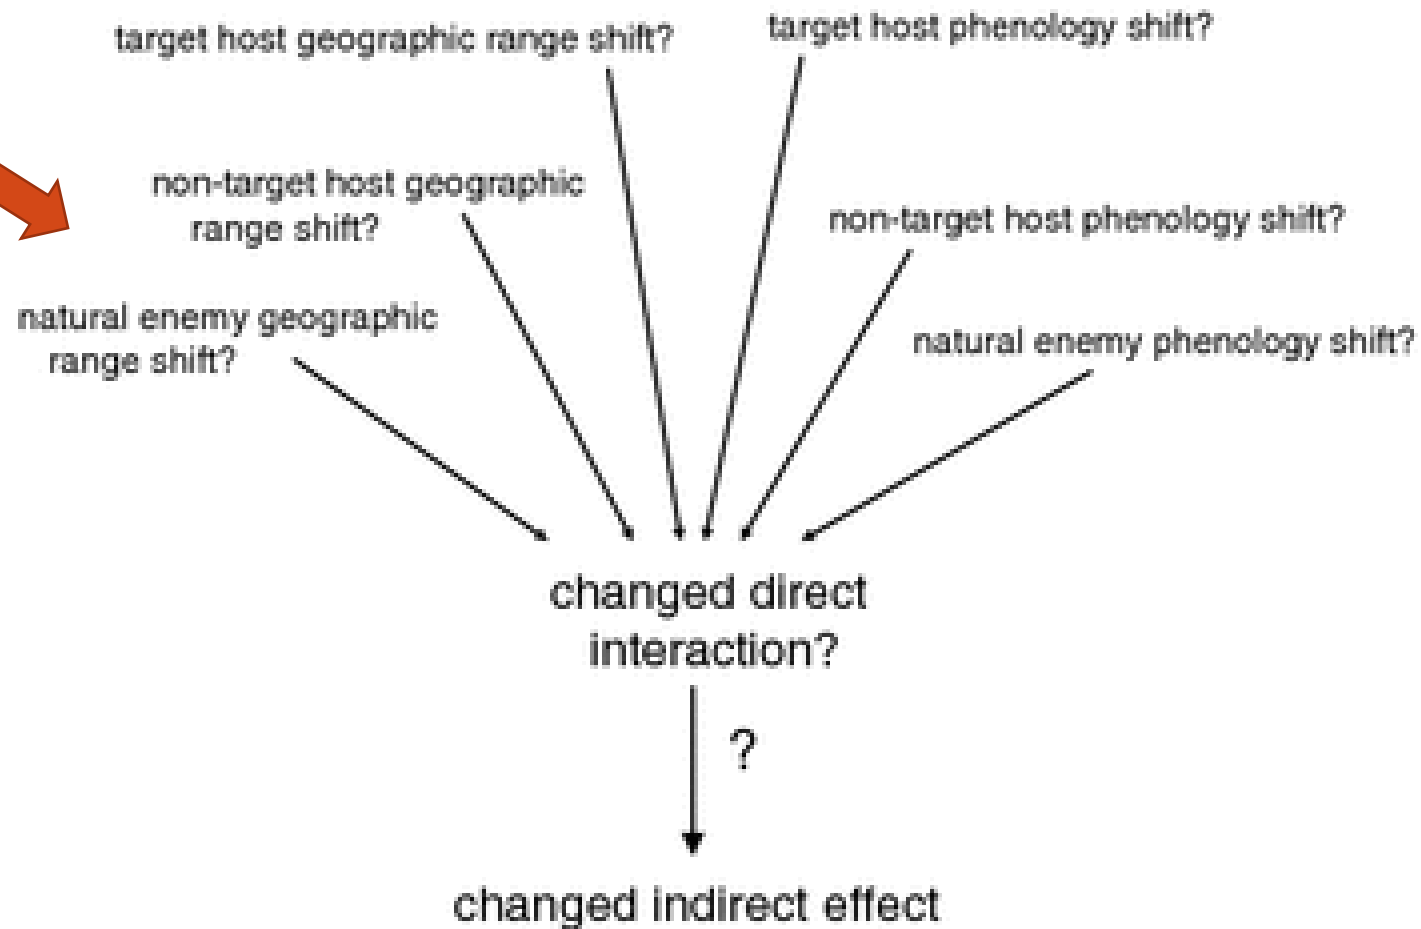 target host geographic range shift?
target host phenology shift?
non-target host geographic
range shift?
non-target host phenology shift?
natural enemy geographic
range shift?
natural enemy phenology shift?
changed direct
interaction?
?
changed indirect effect